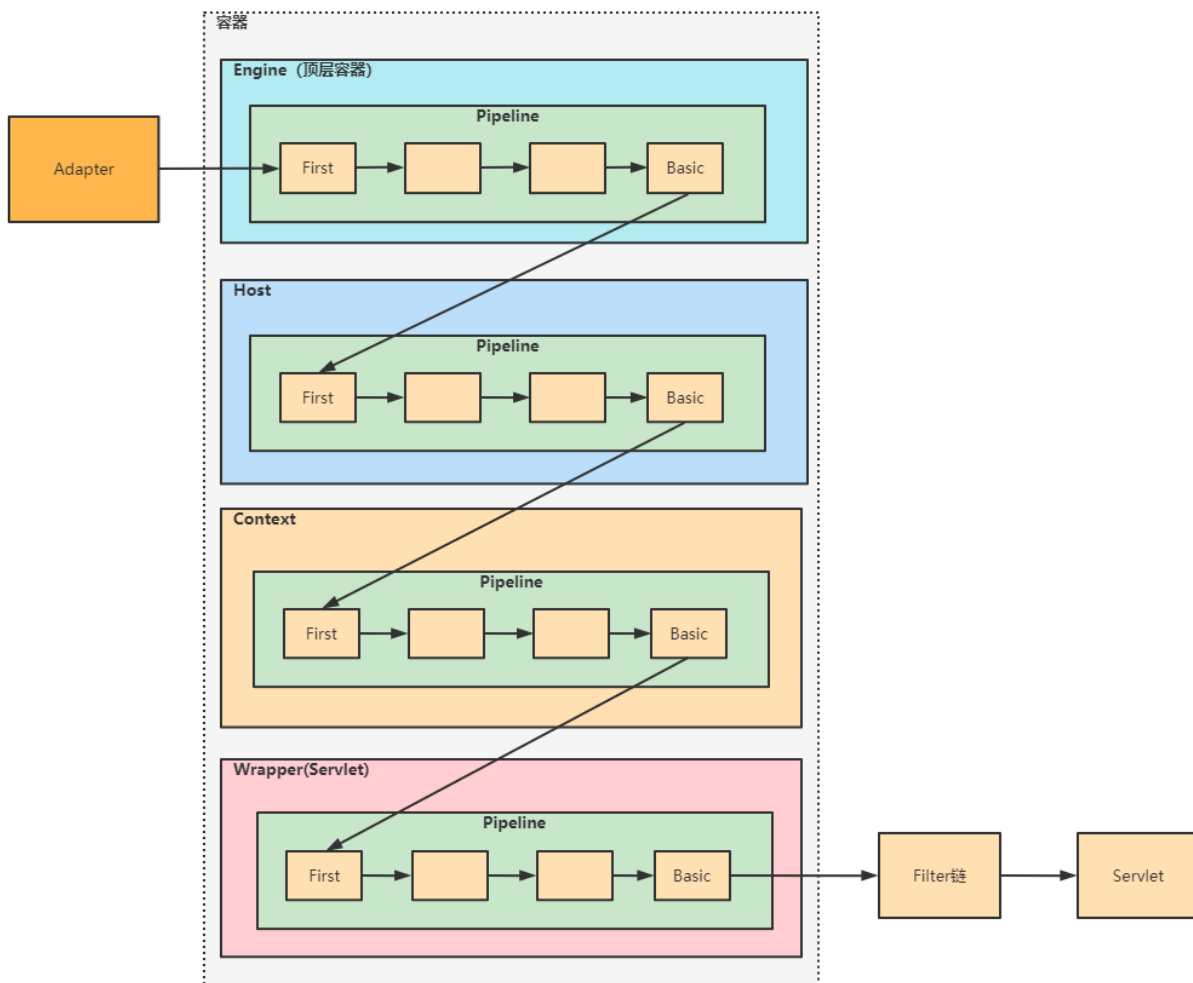 容器
Engine（顶层容器)
Pipeline
Adapter
First
Basic
Host
Pipeline
First
Basic
Context
Pipeline
First
Basic
Wrapper(Servlet)
Pipeline
First
Basic
Filter链
Servlet